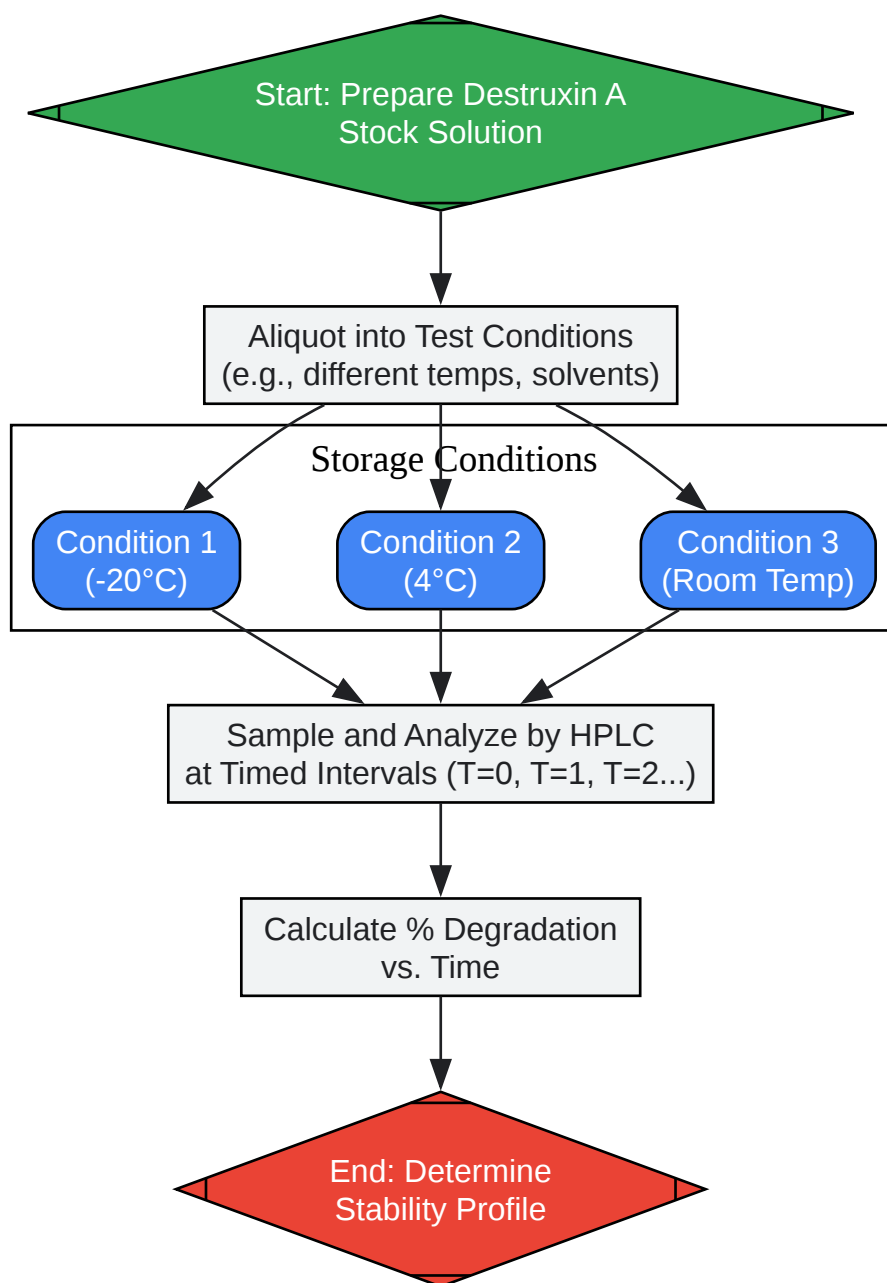 Start: Prepare Destruxin A
Stock Solution
Aliquot into Test Conditions
(e.g., different temps, solvents)
Storage Conditions
Condition 1
(-20°C)
Condition 2
(4°C)
Condition 3
(Room Temp)
Sample and Analyze by HPLC
at Timed Intervals (T=0, T=1, T=2...)
Calculate % Degradation
vs. Time
End: Determine
Stability Profile